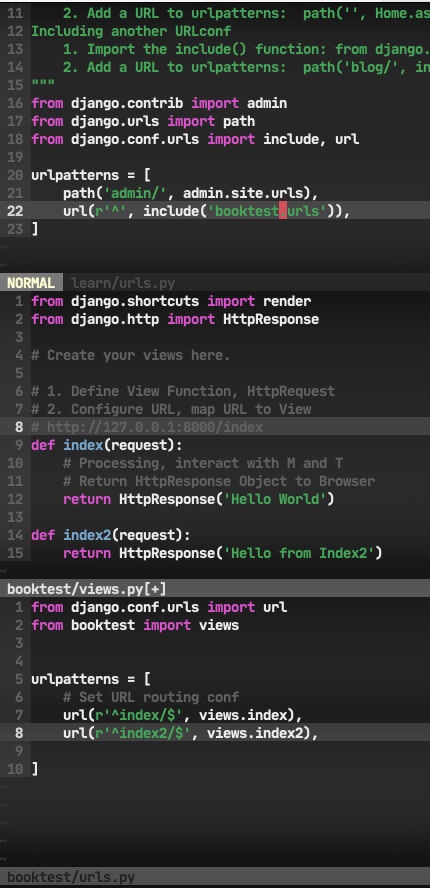 11     2. Add a URL to urlpatterns:  path('', Home.as
12 Including another URLconf
13     1. Import the include() function: from django.
14     2. Add a URL to urlpatterns:  path('blog/', in
15 """
16 from django.contrib import admin
17 from django.urls import path
18 from django.conf.urls import include, url
19
20 urlpatterns = [
21     path('admin/', admin.site.urls),
22     url(r'^', include('booktest.urls')),
23 ]
~
~
NORMAL learn/urls.py
1 from django.shortcuts import render
2 from django.http import HttpResponse
3
4 # Create your views here.
5
6 # 1. Define View Function, HttpRequest
7 # 2. Configure URL, map URL to View
8 # http://127.0.0.1:8000/index
9 def index(request):
10     # Processing, interact with M and T
11     # Return HttpResponse Object to Browser
12     return HttpResponse('Hello World')
13
14 def index2(request):
15     return HttpResponse('Hello from Index2')
~
booktest/views.py[+]
1 from django.conf.urls import url
2 from booktest import views
3
4
5 urlpatterns = [
6     # Set URL routing conf
7     url(r'^index/$', views.index),
8     url(r'^index2/$', views.index2),
9
10 ]
~
~
~
~
~
booktest/urls.py